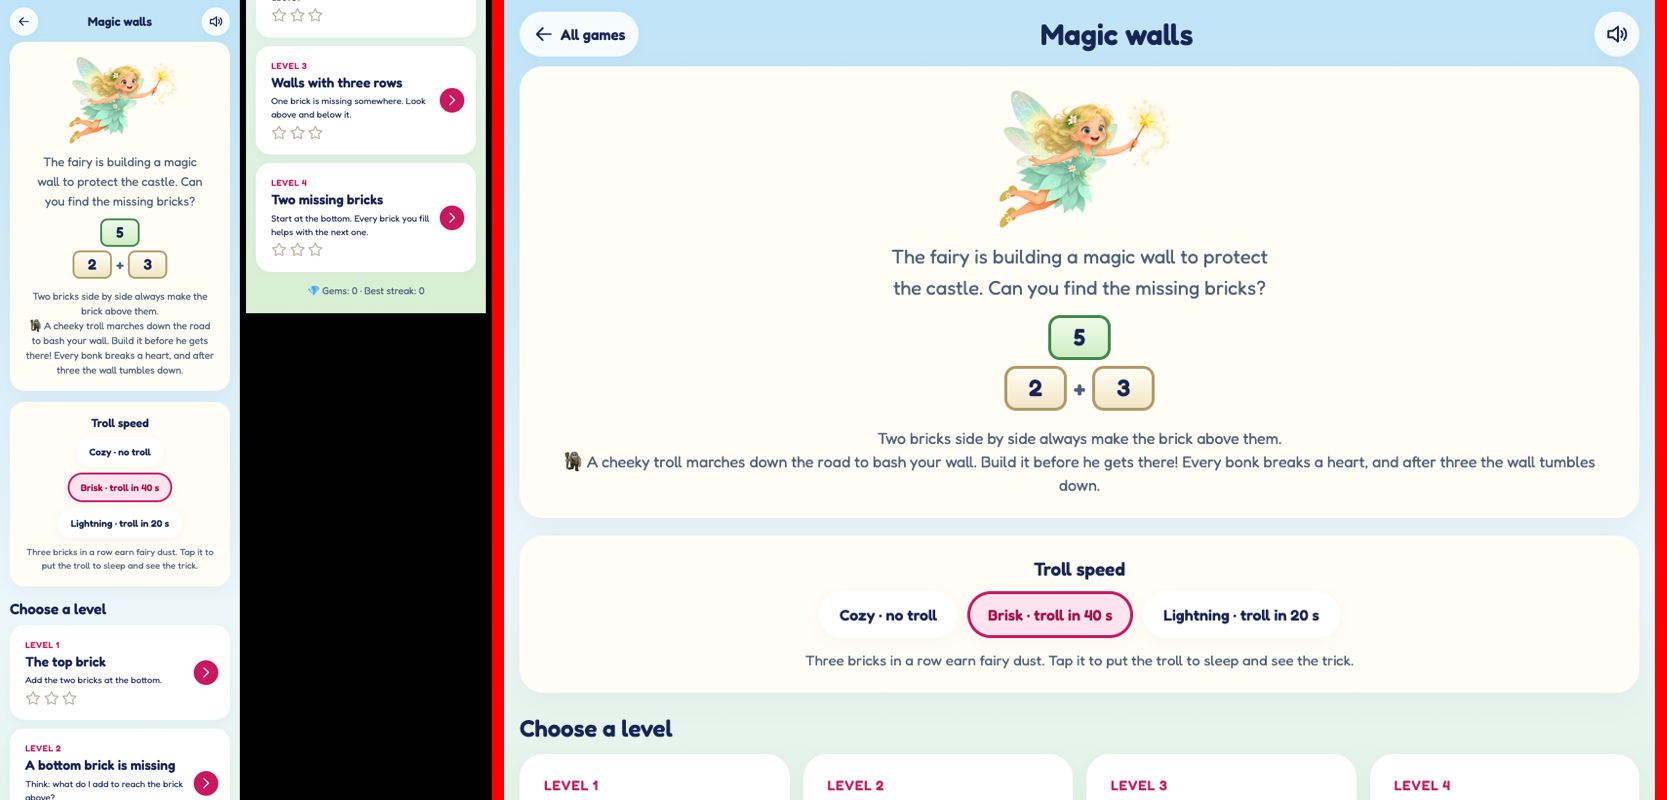 Magic walls
The fairy is building a magic
wall to protect the castle. Can
you find the missing bricks?
5
2 + 3
Two bricks side by side always make the
brick above them.
A cheeky troll marches down the road
to bash your wall. Build it before he gets
there! Every bonk breaks a heart, and after
three the wall tumbles down.
Troll speed
Cozy · no troll
Brisk · troll in 40 s
Lightning · troll in 20 s
Three bricks in a row earn fairy dust. Tap it to
put the troll to sleep and see the trick.
Choose a level
LEVEL 1
The top brick
Add the two bricks at the bottom.
LEVEL 2
A bottom brick is missing
Think: what do I add to reach the brick
above?
LEVEL 3
Walls with three rows
One brick is missing somewhere. Look
above and below it.
LEVEL 4
Two missing bricks
Start at the bottom. Every brick you fill
helps with the next one.
💎 Gems: 0 · Best streak: 0
All games
Magic walls
The fairy is building a magic wall to protect
the castle. Can you find the missing bricks?
5
2 + 3
Two bricks side by side always make the brick above them.
A cheeky troll marches down the road to bash your wall. Build it before he gets there! Every bonk breaks a heart, and after three the wall tumbles
down.
Troll speed
Cozy · no troll
Brisk · troll in 40 s
Lightning · troll in 20 s
Three bricks in a row earn fairy dust. Tap it to put the troll to sleep and see the trick.
Choose a level
LEVEL 1
LEVEL 2
LEVEL 3
LEVEL 4